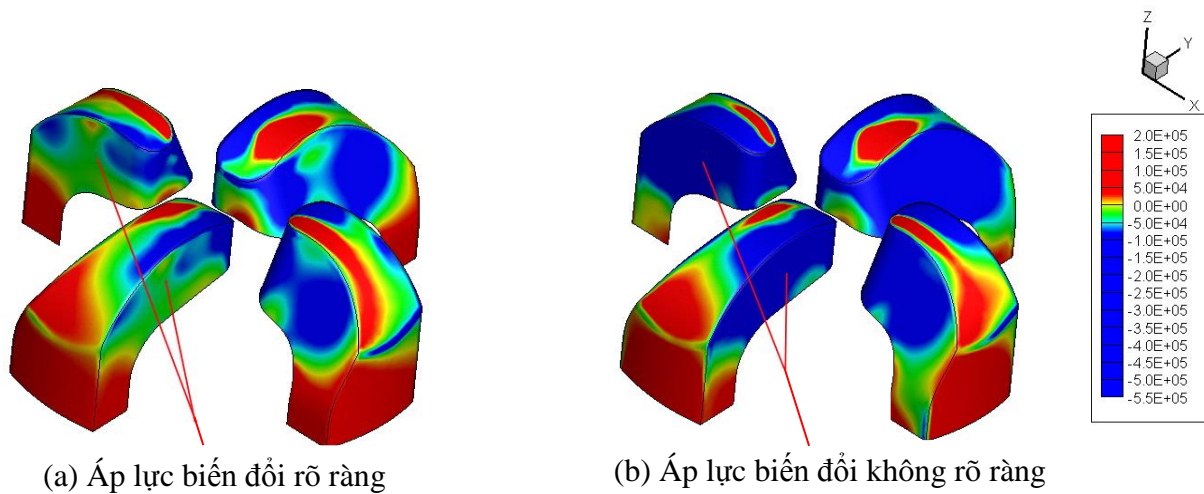 Z
Y
X
2.0E+05
1.5E+05
1.0E+05
5.0E+04
0.0E+00
-5.0E+04
-1.0E+05
-1.5E+05
-2.0E+05
-2.5E+05
-3.0E+05
-3.5E+05
-4.0E+05
-4.5E+05
-5.0E+05
-5.5E+05
(a) Áp lực biến đổi rõ ràng
(b) Áp lực biến đổi không rõ ràng